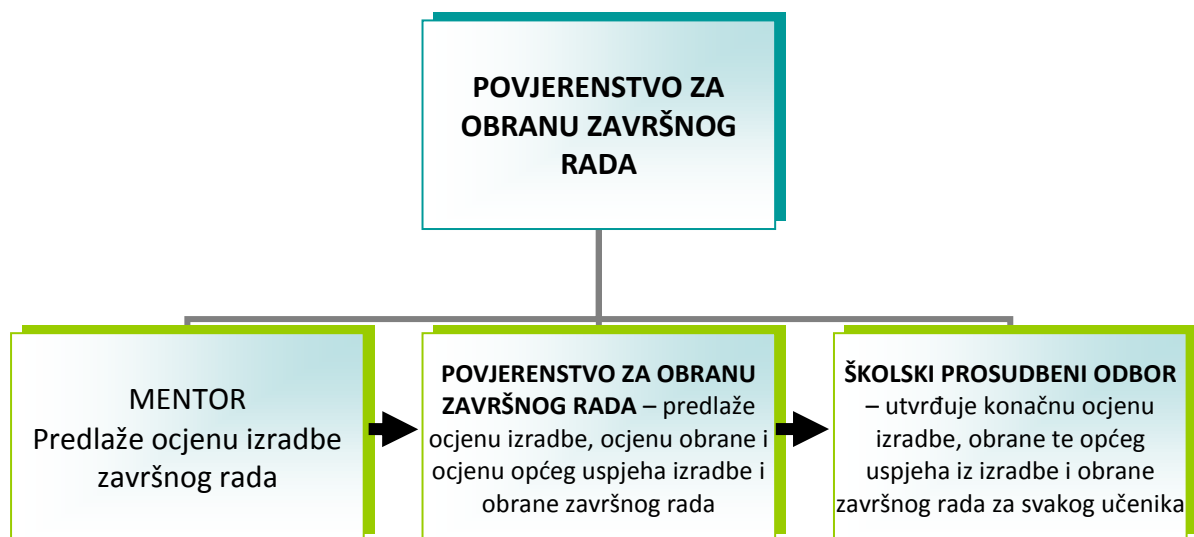 POVJERENSTVO ZA
OBRANU ZAVRŠNOG
RADA
MENTOR
Predlaže ocjenu izradbe
završnog rada
POVJERENSTVO ZA OBRANU
ZAVRŠNOG RADA – predlaže
ocjenu izradbe, ocjenu obrane i
ocjenu općeg uspjeha izradbe i
obrane završnog rada
ŠKOLSKI PROSUDBENI ODBOR
– utvrđuje konačnu ocjenu
izradbe, obrane te općeg
uspjeha iz izradbe i obrane
završnog rada za svakog učenika